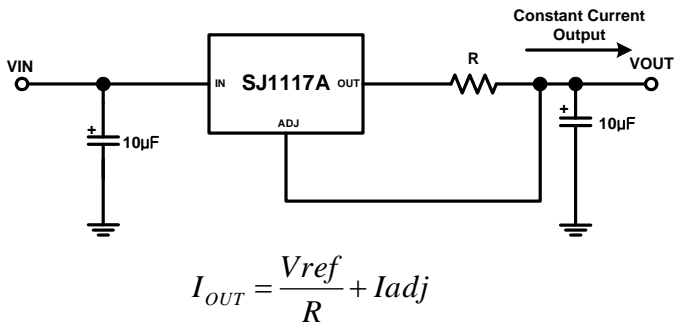 Constant Current
Output
VIN
IN SJ1117A OUT
R
VOUT
ADJ
+
10µF
+
10µF
I_OUT = Vref/R + Iadj